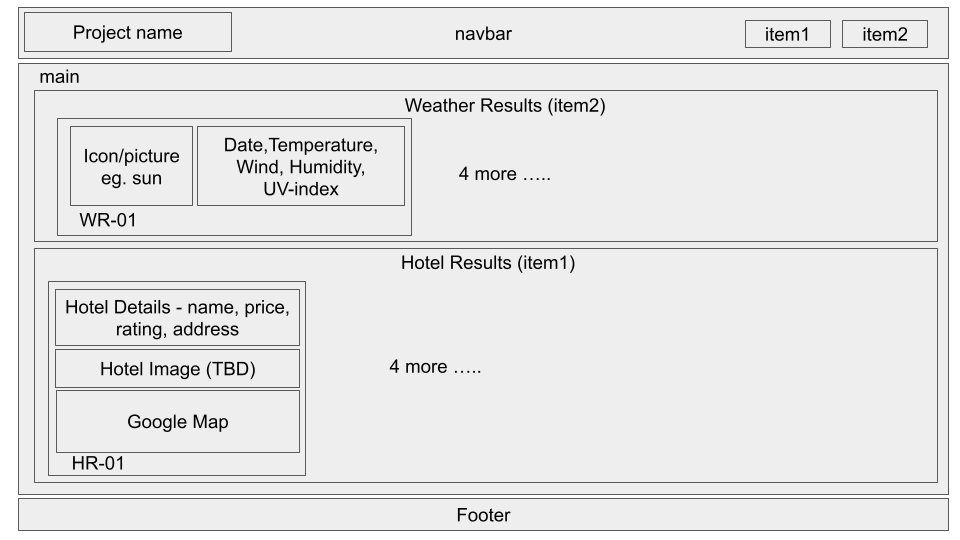 Project name
navbar
item1
item2
main
Weather Results (item2)
Icon/picture
eg. sun
Date,Temperature,
Wind, Humidity,
UV-index
4 more …..
WR-01
Hotel Results (item1)
Hotel Details - name, price,
rating, address
Hotel Image (TBD)
Google Map
HR-01
4 more …..
Footer